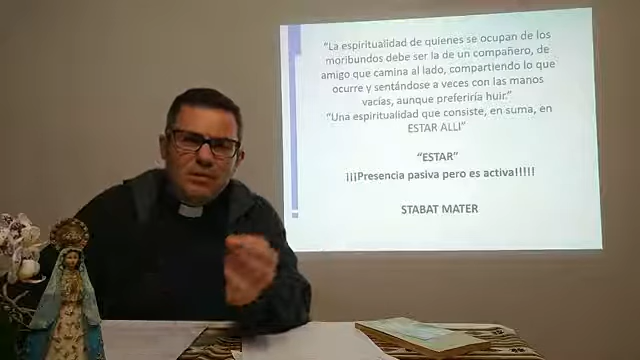 “La espiritualidad de quienes se ocupan de los
moribundos debe ser la de un compañero, de
amigo que camina al lado, compartiendo lo que
ocurre y sentándose a veces con las manos
vacías, aunque preferiría huir.”
“Una espiritualidad que consiste, en suma, en
ESTAR ALLI”
“ESTAR”
¡¡¡Presencia pasiva pero es activa!!!!!
STABAT MATER